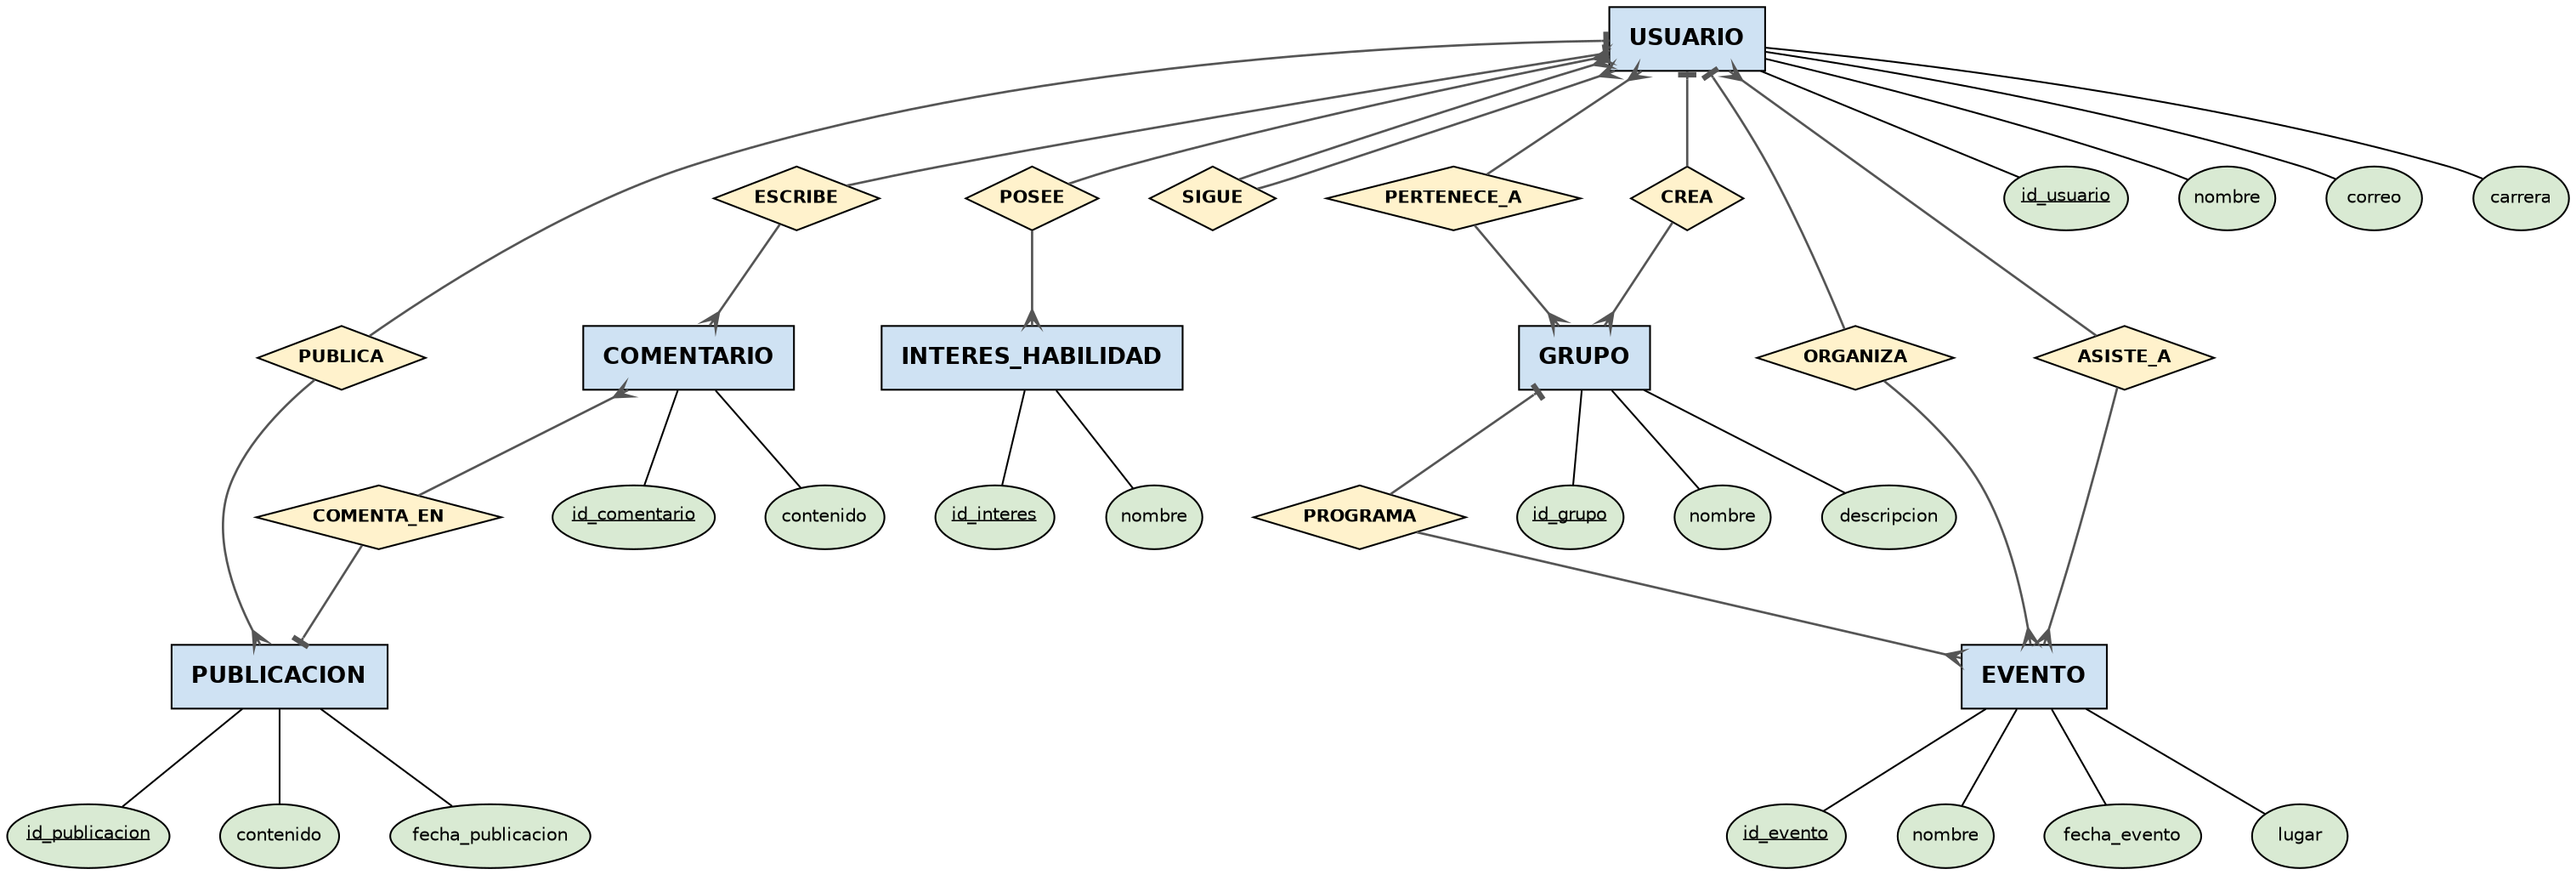 USUARIO
ESCRIBE
POSEE
SIGUE
PERTENECE_A
CREA
id_usuario
nombre
correo
carrera
PUBLICA
COMENTARIO
INTERES_HABILIDAD
GRUPO
ORGANIZA
ASISTE_A
COMENTA_EN
id_comentario
contenido
id_interes
nombre
PROGRAMA
id_grupo
nombre
descripcion
PUBLICACION
EVENTO
id_publicacion
contenido
fecha_publicacion
id_evento
nombre
fecha_evento
lugar